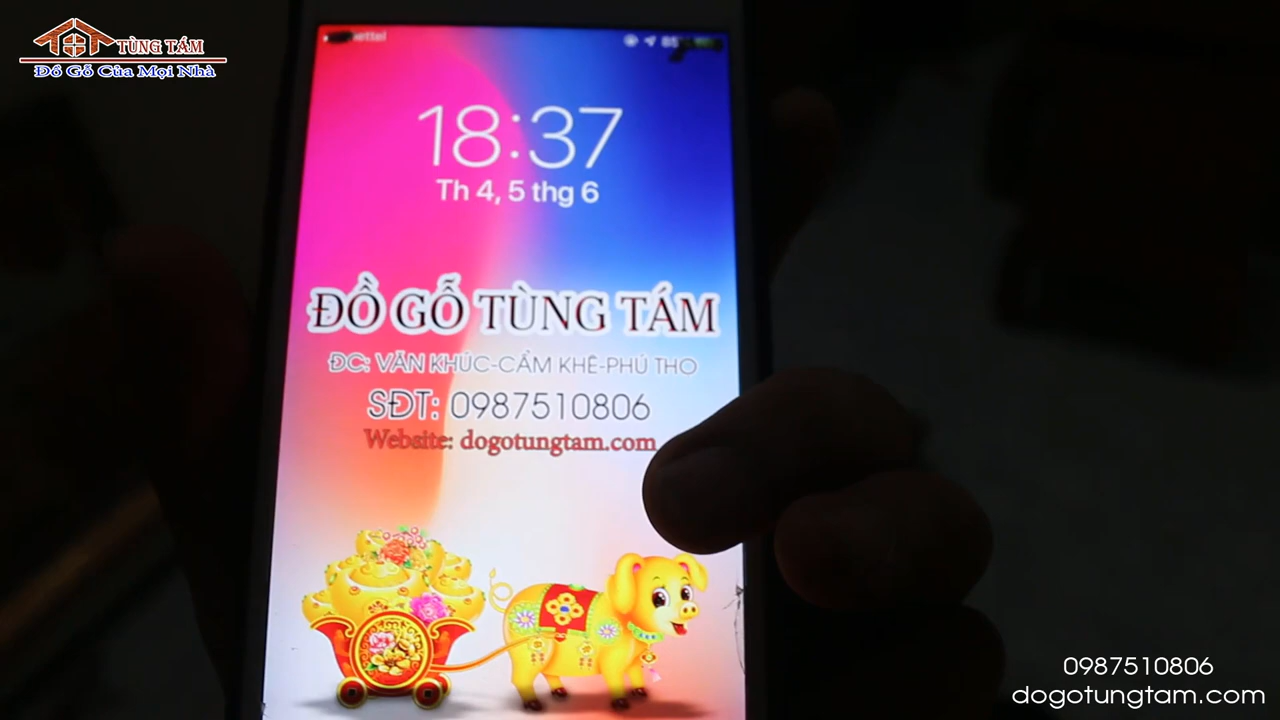 TÙNG TÁM
Đồ Gỗ Của Mọi Nhà
18:37
Th 4, 5 thg 6
ĐỒ GỖ TÙNG TÁM
ĐC: VĂN KHÚC-CẨM KHÊ-PHÚ THỌ
SĐT: 0987510806
Website: dogotungtam.com
0987510806
dogotungtam.com